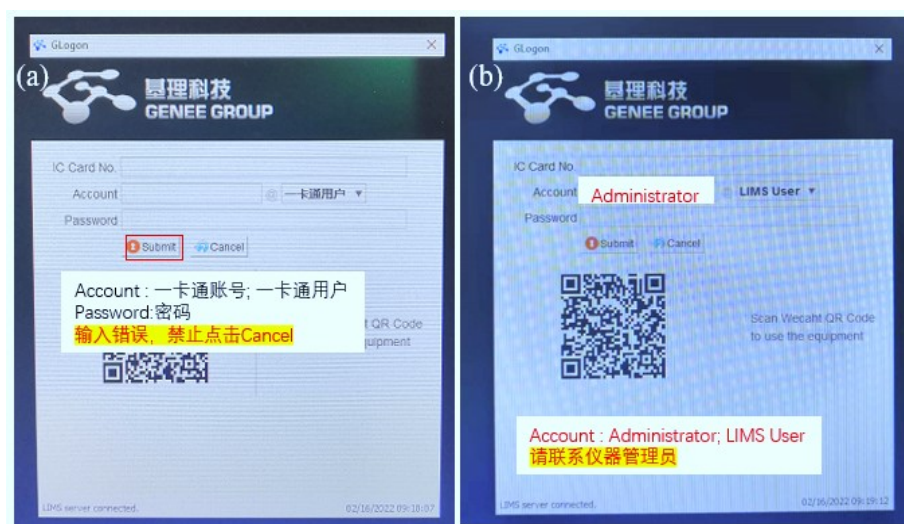 GLogon
(a)
基理科技
GENEE GROUP
IC Card No.
Account
一卡通用户
Password
Submit
Cancel
Account : 一卡通账号; 一卡通用户
Password:密码
输入错误，禁止点击Cancel
t QR Code
quipment
LIMS server connected.
02/16/2022 09:18:07
GLogon
(b)
基理科技
GENEE GROUP
IC Card No.
Account
Administrator
LIMS User
Password
Submit
Cancel
Scan Wecaht QR Code
to use the equipment
Account : Administrator; LIMS User
请联系仪器管理员
LIMS server connected.
02/16/2022 09:19:12